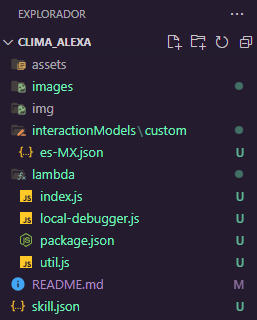 EXPLORADOR
CLIMA_ALEXA
assets
images
img
interactionModels\custom
es-MX.json U
lambda
JS index.js U
JS local-debugger.js U
package.json U
JS util.js U
README.md M
skill.json U